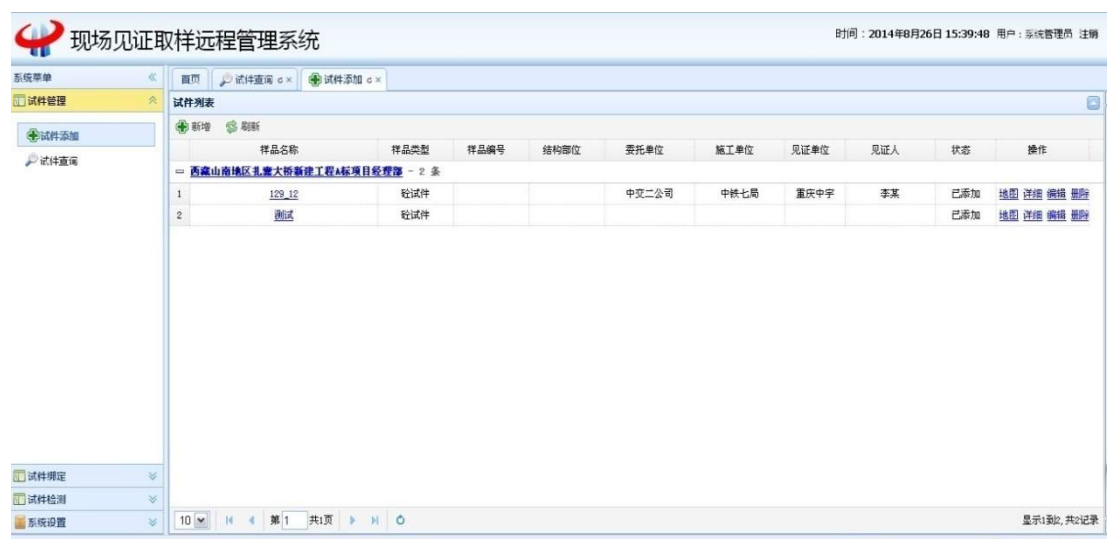 现场见证取样远程管理系统
时间：2014年8月26日 15:39:48 用户：系统管理员 注销
系统菜单
试件管理
试件添加
试件查询
试件绑定
试件检测
系统设置
首页 试件查询 试件添加
试件列表
新增 刷新
样品名称 样品类型 样品编号 结构部位 委托单位 施工单位 见证单位 见证人 状态 操作
西藏山南地区扎囊大桥新建工程A标项目经理部 - 2 条
1 129_12 砼试件 中交二公司 中铁七局 重庆中宇 李某 已添加 地图 详细 编辑 删除
2 测试 砼试件 已添加 地图 详细 编辑 删除
10 第 1 共1页 显示1到2,共2记录